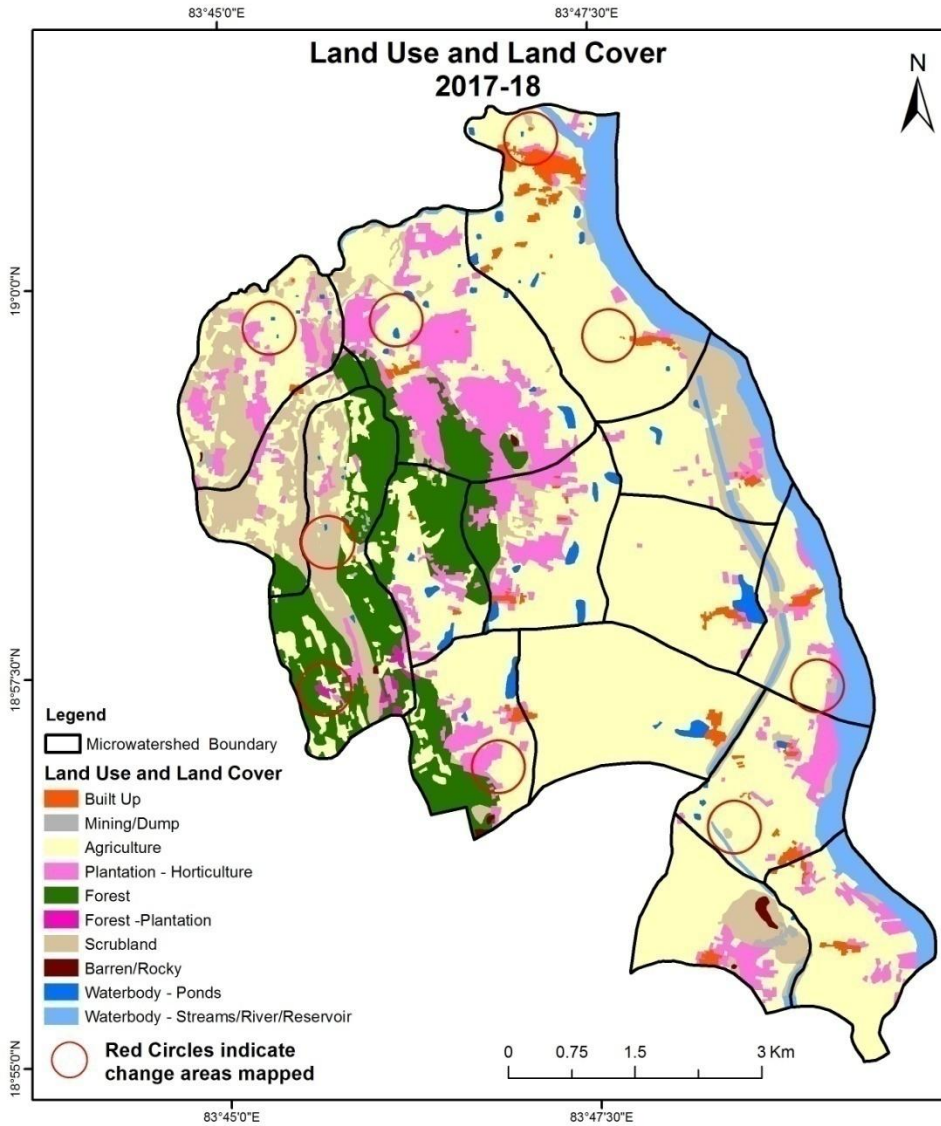 83°45'0"E 83°47'30"E
Land Use and Land Cover
2017-18
N
19°0'0"N
18°57'30"N
18°55'0"N
Legend
Microwatershed Boundary
Land Use and Land Cover
Built Up
Mining/Dump
Agriculture
Plantation - Horticulture
Forest
Forest -Plantation
Scrubland
Barren/Rocky
Waterbody - Ponds
Waterbody - Streams/River/Reservoir
Red Circles indicate
change areas mapped
0 0.75 1.5 3 Km
83°45'0"E 83°47'30"E